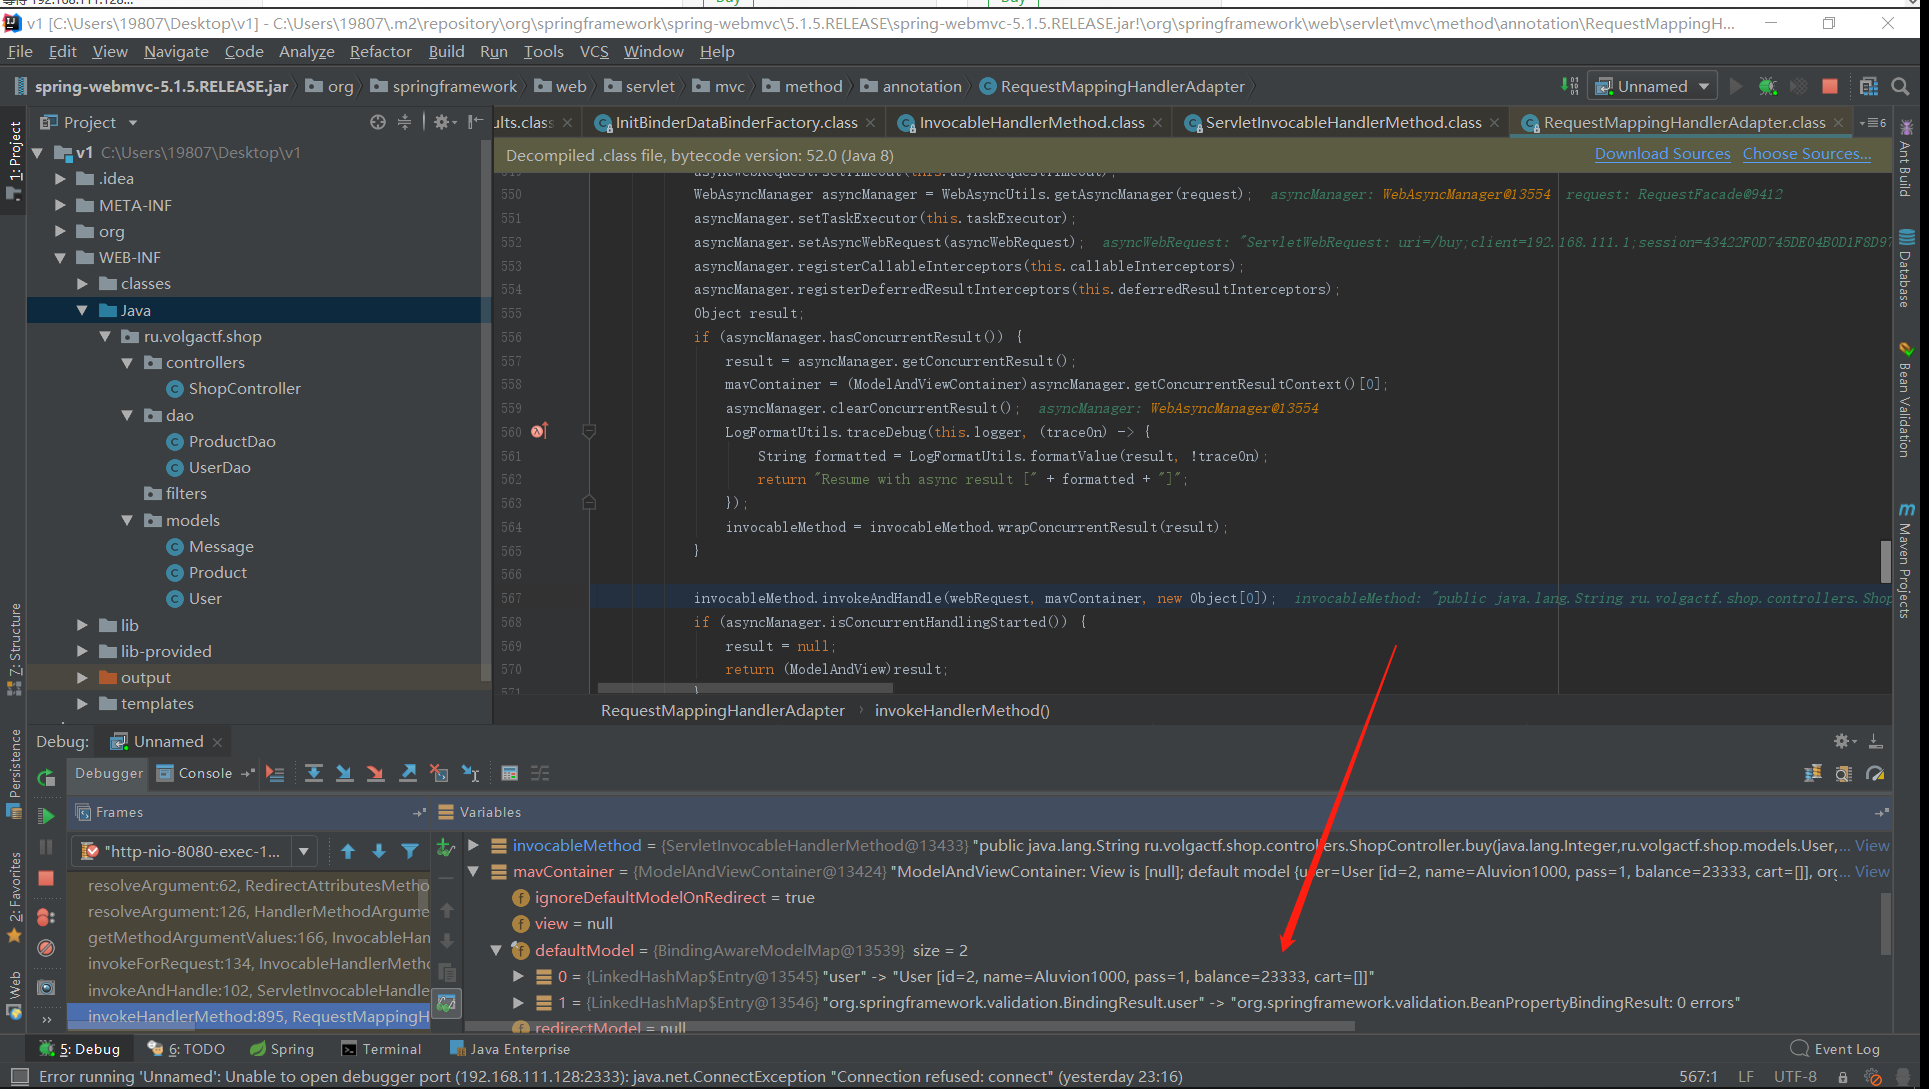 v1 [C:\Users\19807\Desktop\v1] - C:\Users\19807\.m2\repository\org\springframework\spring-webmvc\5.1.5.RELEASE\spring-webmvc-5.1.5.RELEASE.jar!\org\springframework\web\servlet\mvc\method\annotation\RequestMappingH...
File Edit View Navigate Code Analyze Refactor Build Run Tools VCS Window Help
spring-webmvc-5.1.5.RELEASE.jar org springframework web servlet mvc method annotation RequestMappingHandlerAdapter Unnamed
Project
ults.class InitBinderDataBinderFactory.class InvocableHandlerMethod.class ServletInvocableHandlerMethod.class RequestMappingHandlerAdapter.class 6
Decompiled .class file, bytecode version: 52.0 (Java 8) Download Sources Choose Sources...
v1 C:\Users\19807\Desktop\v1
.idea
META-INF
org
WEB-INF
classes
Java
ru.volgactf.shop
controllers
ShopController
dao
ProductDao
UserDao
filters
models
Message
Product
User
lib
lib-provided
output
templates
550 WebAsyncManager asyncManager = WebAsyncUtils.getAsyncManager(request); asyncManager: WebAsyncManager@13554 request: RequestFacade@9412
551 asyncManager.setTaskExecutor(this.taskExecutor);
552 asyncManager.setAsyncWebRequest(asyncWebRequest); asyncWebRequest: "ServletWebRequest: uri=/buy;client=192.168.111.1;session=43422F0D745DE04B0D1F8D97
553 asyncManager.registerCallableInterceptors(this.callableInterceptors);
554 asyncManager.registerDeferredResultInterceptors(this.deferredResultInterceptors);
555 Object result;
556 if (asyncManager.hasConcurrentResult()) {
557 result = asyncManager.getConcurrentResult();
558 mavContainer = (ModelAndViewContainer)asyncManager.getConcurrentResultContext()[0];
559 asyncManager.clearConcurrentResult(); asyncManager: WebAsyncManager@13554
560 LogFormatUtils.traceDebug(this.logger, (traceOn) -> {
561 String formatted = LogFormatUtils.formatValue(result, !traceOn);
562 return "Resume with async result [" + formatted + "]";
563 });
564 invocableMethod = invocableMethod.wrapConcurrentResult(result);
565 }
566
567 invocableMethod.invokeAndHandle(webRequest, mavContainer, new Object[0]); invocableMethod: "public java.lang.String ru.volgactf.shop.controllers.Shop
568 if (asyncManager.isConcurrentHandlingStarted()) {
569 result = null;
570 return (ModelAndView)result;
571 }
RequestMappingHandlerAdapter invokeHandlerMethod()
1: Project
7: Structure
Persistence
2: Favorites
Web
Ant Build
Database
Bean Validation
Maven Projects
Debug: Unnamed
Debugger Console
Frames
Variables
"http-nio-8080-exec-1...
resolveArgument:62, RedirectAttributesMetho
resolveArgument:126, HandlerMethodArgume
getMethodArgumentValues:166, InvocableHan
invokeForRequest:134, InvocableHandlerMetho
invokeAndHandle:102, ServletInvocableHandle
invokeHandlerMethod:895, RequestMappingH
invocableMethod = {ServletInvocableHandlerMethod@13433} "public java.lang.String ru.volgactf.shop.controllers.ShopController.buy(java.lang.Integer,ru.volgactf.shop.models.User,... View
mavContainer = {ModelAndViewContainer@13424} "ModelAndViewContainer: View is [null]; default model {user=User [id=2, name=Aluvion1000, pass=1, balance=23333, cart=[]], org... View
ignoreDefaultModelOnRedirect = true
view = null
defaultModel = {BindingAwareModelMap@13539} size = 2
0 = {LinkedHashMap$Entry@13545} "user" -> "User [id=2, name=Aluvion1000, pass=1, balance=23333, cart=[]]"
1 = {LinkedHashMap$Entry@13546} "org.springframework.validation.BindingResult.user" -> "org.springframework.validation.BeanPropertyBindingResult: 0 errors"
redirectModel = null
5: Debug 6: TODO Spring Terminal Java Enterprise Event Log
Error running 'Unnamed': Unable to open debugger port (192.168.111.128:2333): java.net.ConnectException "Connection refused: connect" (yesterday 23:16) 567:1 LF UTF-8